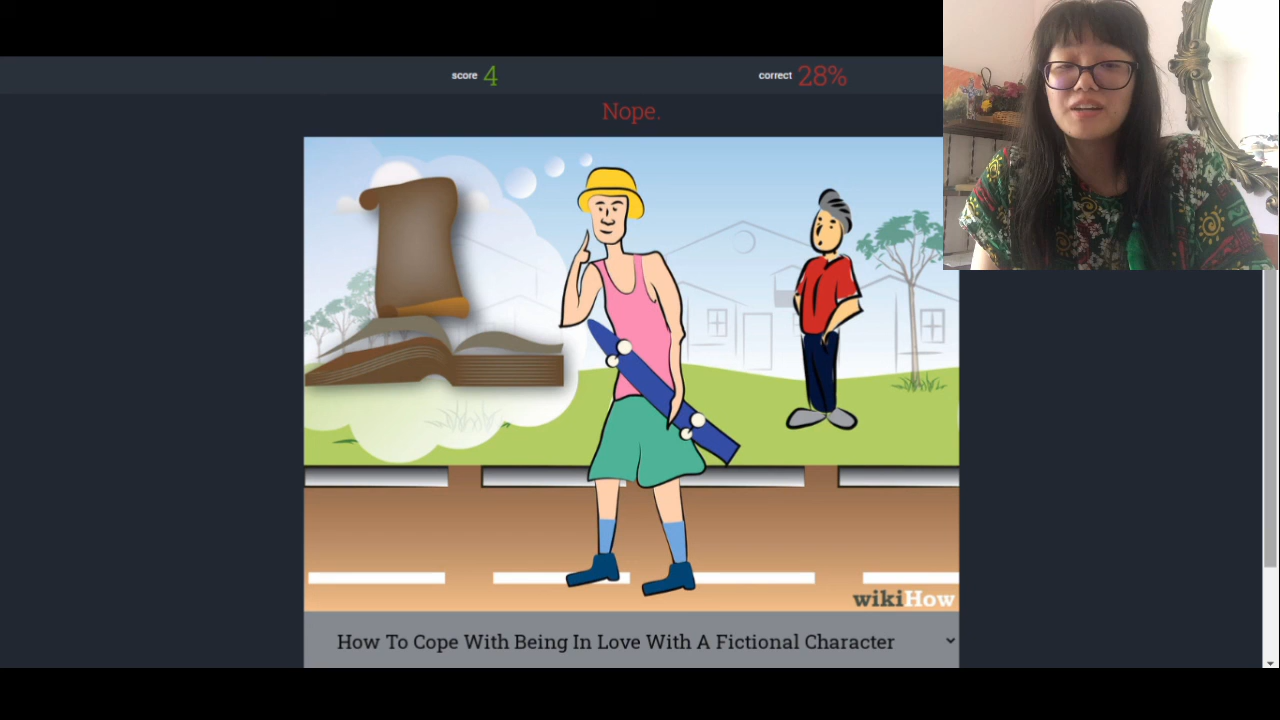 score 4
correct 28%
Nope.
wikiHow
How To Cope With Being In Love With A Fictional Character